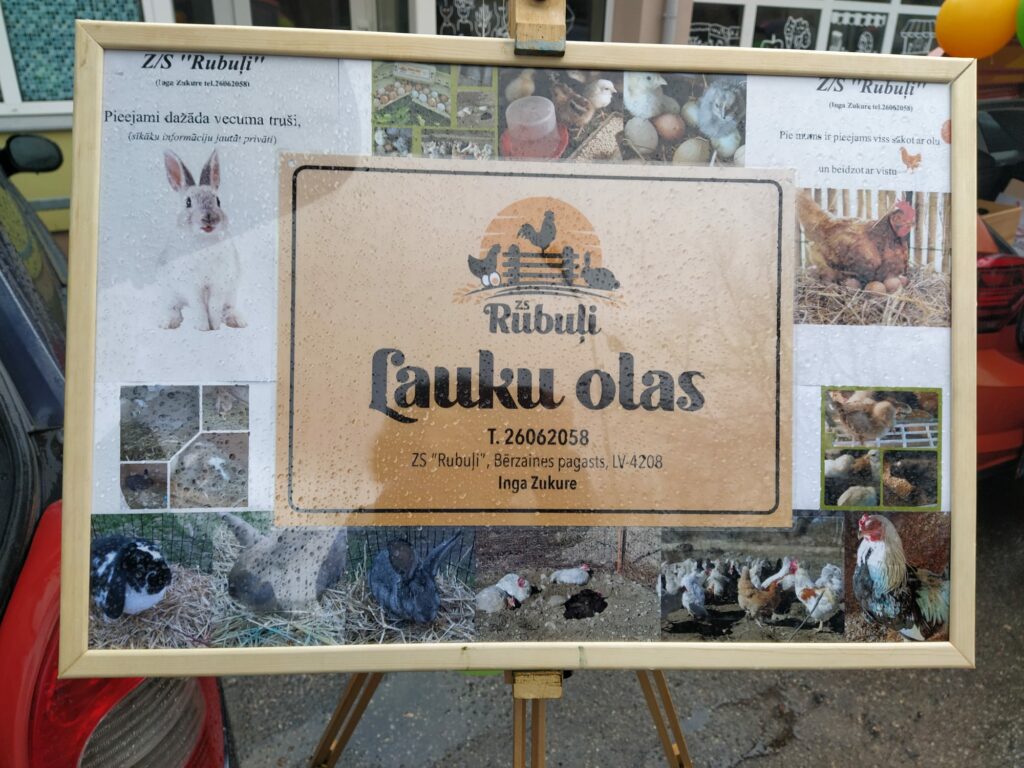 Z/S "Rubuļi"
(Inga Zukure tel.26062058)
Pieejami dažāda vecuma truši,
(sīkāku informāciju jautāt privāti)
Z/S "Rubuļi"
(Inga Zukure tel.26062058)
Pie mums ir pieejams viss sākot ar olu
un beidzot ar vistu
ZS
Rubuļi
Lauku olas
T. 26062058
ZS "Rubuļi", Bērzaines pagasts, LV-4208
Inga Zukure